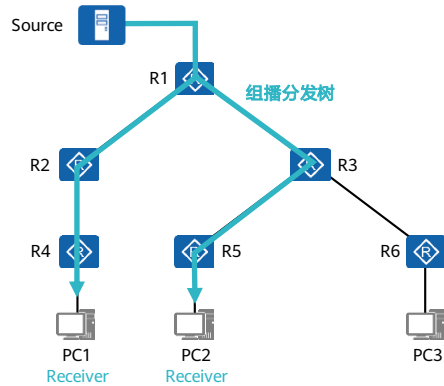 Source
R1
组播分发树
R2
R3
R4
R5
R6
PC1
PC2
PC3
Receiver
Receiver